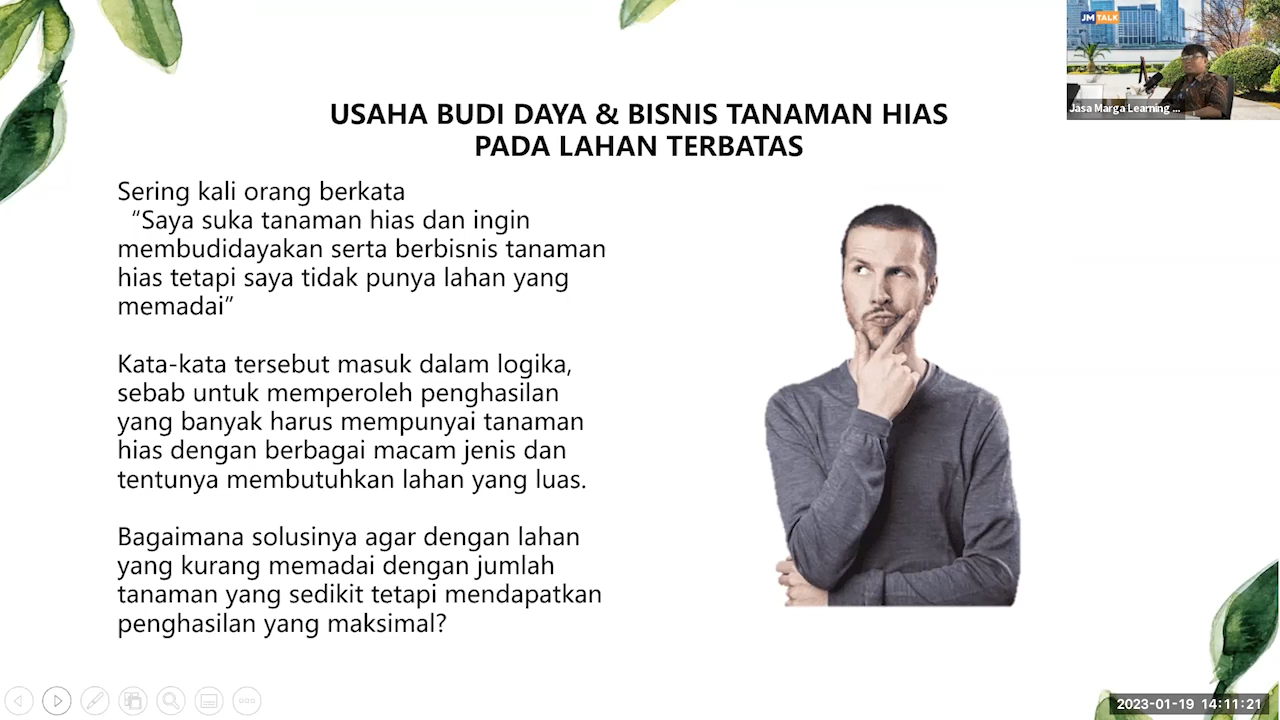 JM TALK
Jasa Marga Learning ...
USAHA BUDI DAYA & BISNIS TANAMAN HIAS
PADA LAHAN TERBATAS
Sering kali orang berkata
“Saya suka tanaman hias dan ingin
membudidayakan serta berbisnis tanaman
hias tetapi saya tidak punya lahan yang
memadai”
Kata-kata tersebut masuk dalam logika,
sebab untuk memperoleh penghasilan
yang banyak harus mempunyai tanaman
hias dengan berbagai macam jenis dan
tentunya membutuhkan lahan yang luas.
Bagaimana solusinya agar dengan lahan
yang kurang memadai dengan jumlah
tanaman yang sedikit tetapi mendapatkan
penghasilan yang maksimal?
2023-01-19 14:11:21